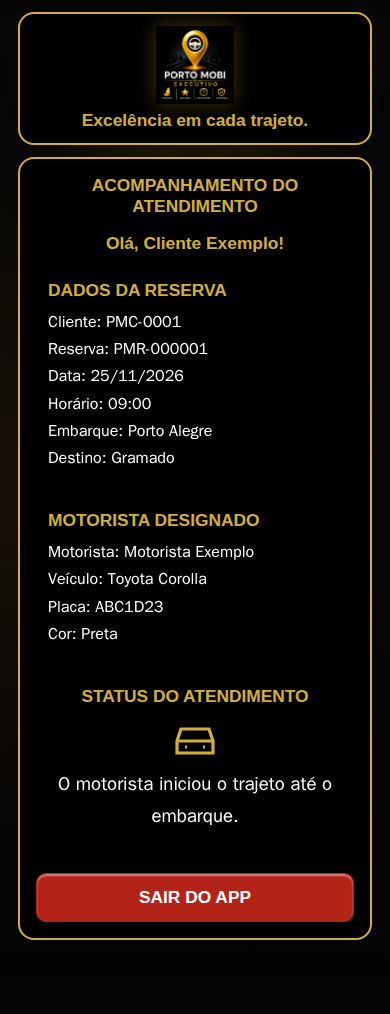 PORTO MOBI
EXECUTIVO
Excelência em cada trajeto.
ACOMPANHAMENTO DO
ATENDIMENTO
Olá, Cliente Exemplo!
DADOS DA RESERVA
Cliente: PMC-0001
Reserva: PMR-000001
Data: 25/11/2026
Horário: 09:00
Embarque: Porto Alegre
Destino: Gramado
MOTORISTA DESIGNADO
Motorista: Motorista Exemplo
Veículo: Toyota Corolla
Placa: ABC1D23
Cor: Preta
STATUS DO ATENDIMENTO
O motorista iniciou o trajeto até o
embarque.
SAIR DO APP